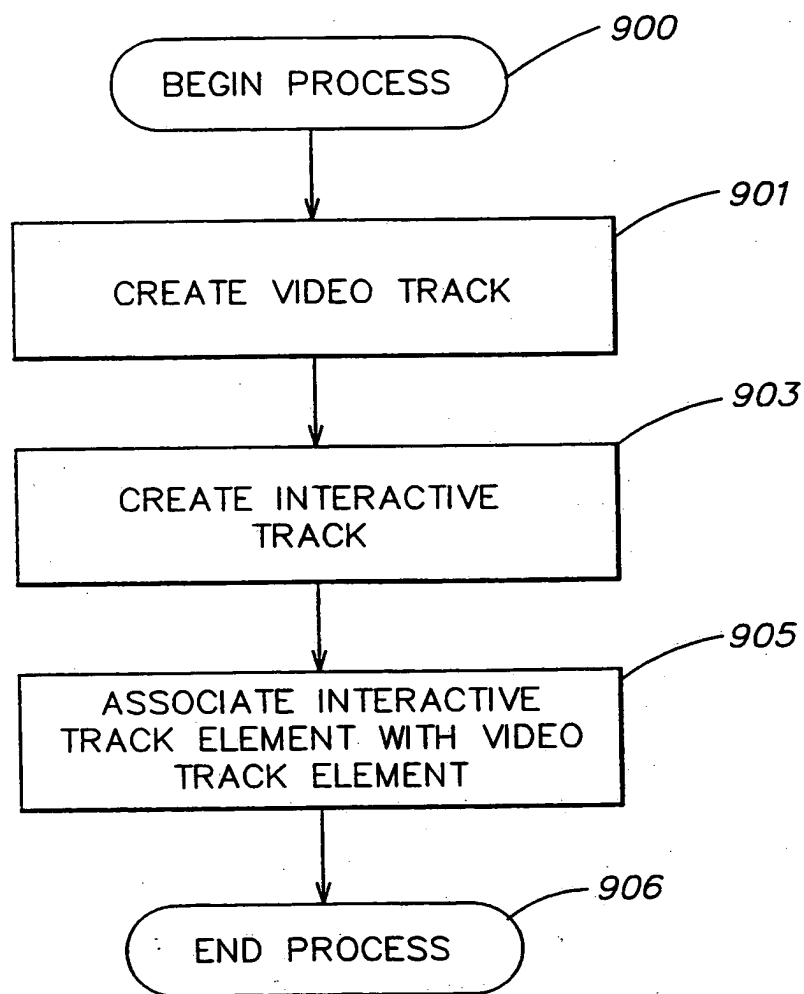 900
BEGIN PROCESS
901
CREATE VIDEO TRACK
903
CREATE INTERACTIVE
TRACK
905
ASSOCIATE INTERACTIVE
TRACK ELEMENT WITH VIDEO
TRACK ELEMENT
906
END PROCESS